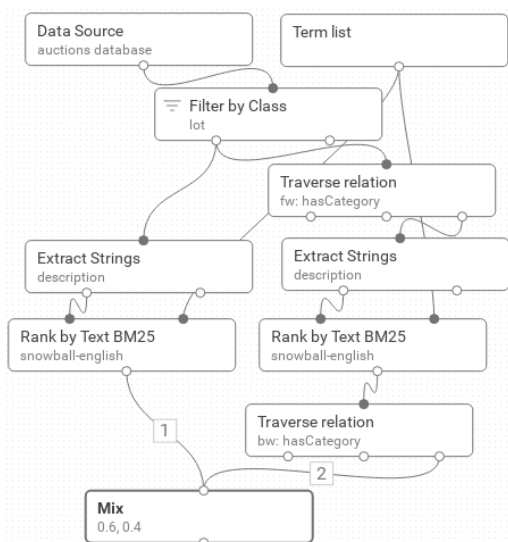 Data Source
auctions database
Term list
Filter by Class
lot
Traverse relation
fw: hasCategory
Extract Strings
description
Extract Strings
description
Rank by Text BM25
snowball-english
Rank by Text BM25
snowball-english
Traverse relation
bw: hasCategory
1
2
Mix
0.6, 0.4